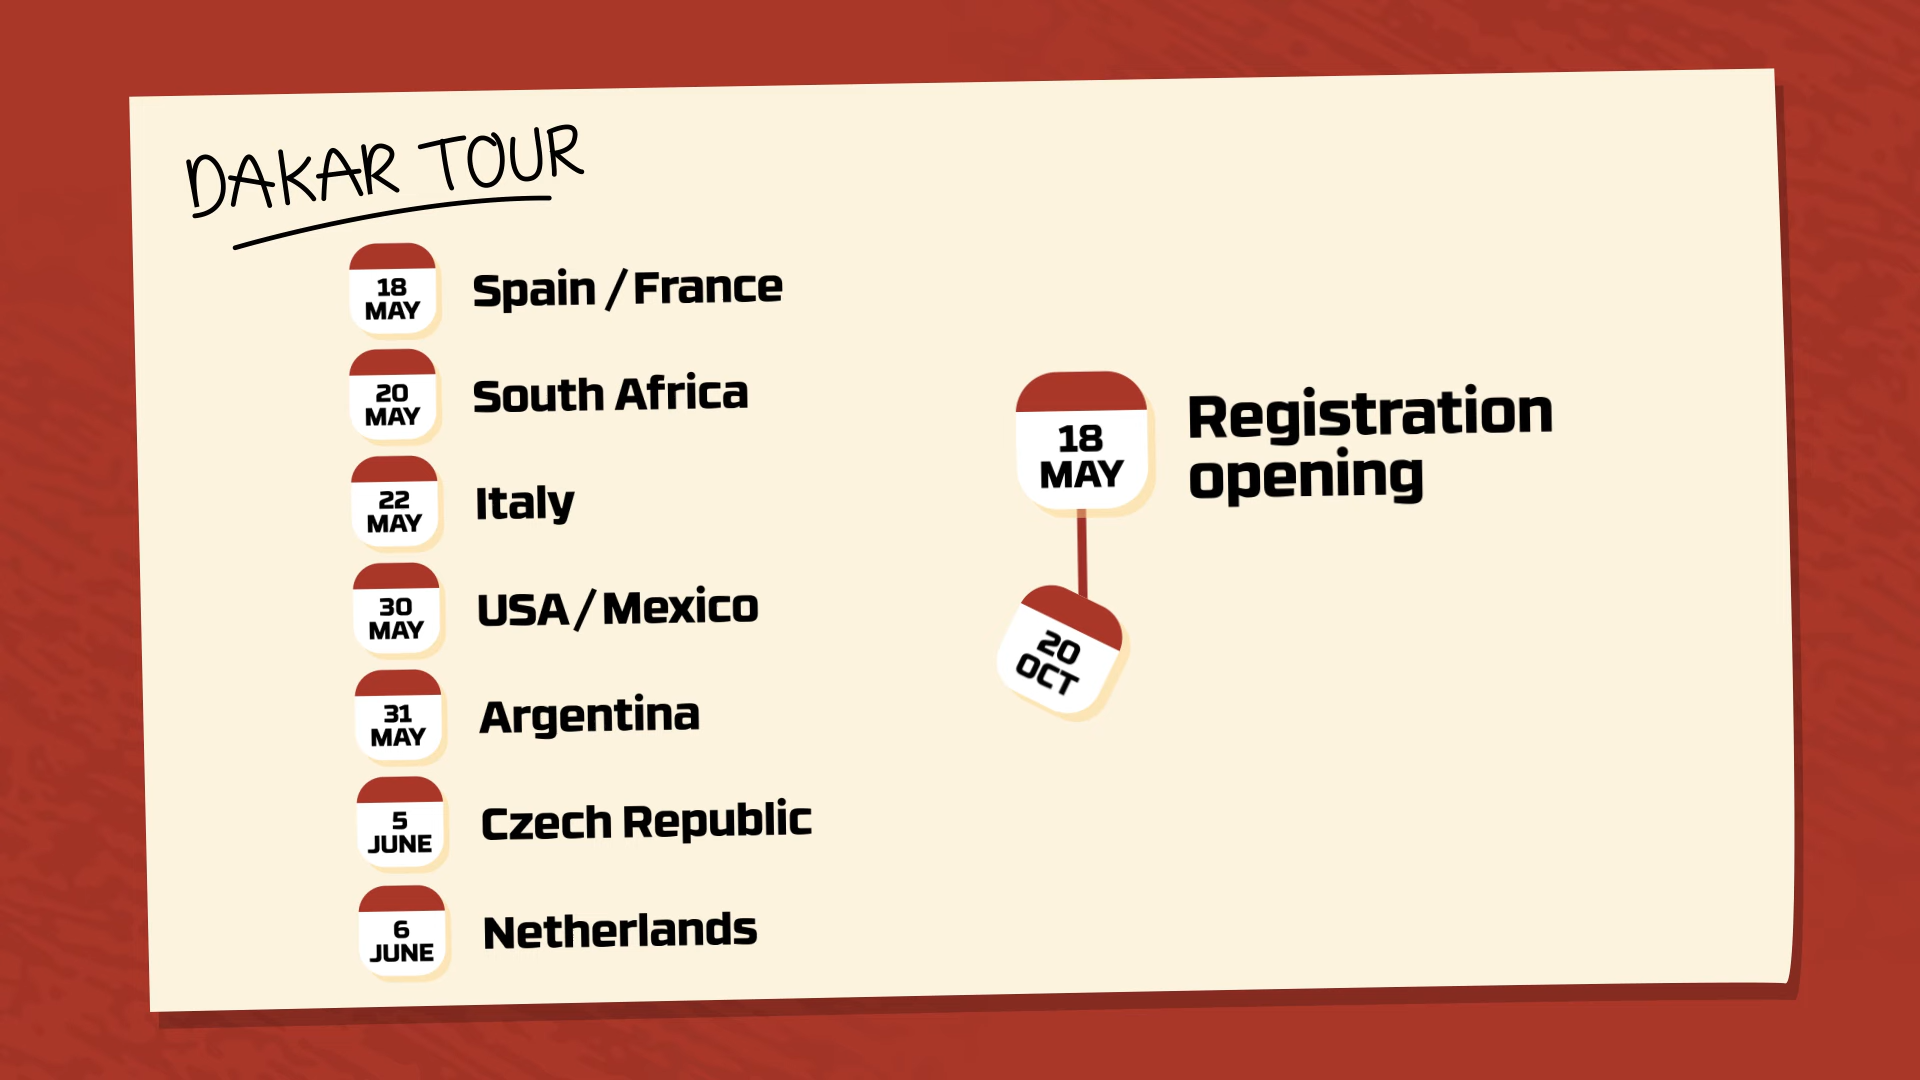 DAKAR TOUR
18
MAY
Spain / France
20
MAY
South Africa
22
MAY
Italy
30
MAY
USA / Mexico
31
MAY
Argentina
5
JUNE
Czech Republic
6
JUNE
Netherlands
18
MAY
Registration
opening
20
OCT